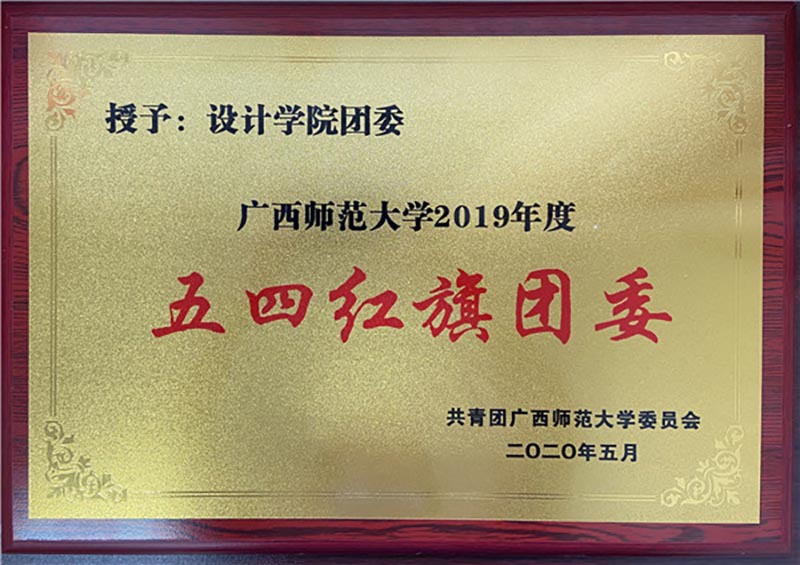 授予：设计学院团委
广西师范大学2019年度
五四红旗团委
共青团广西师范大学委员会
二〇二〇年五月